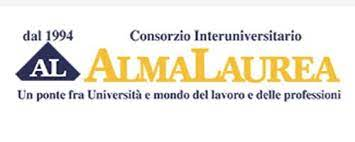 dal 1994 Consorzio Interuniversitario
AL ALMALAUREA
Un ponte fra Università e mondo del lavoro e delle professioni